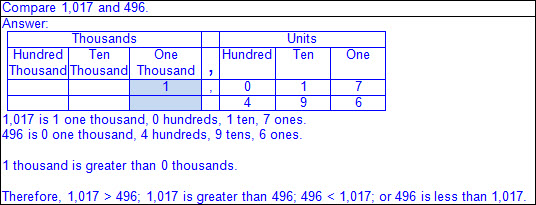 Compare 1,017 and 496.
Answer:
Thousands Units
Hundred Ten One Hundred Ten One
Thousand Thousand Thousand ,
1 , 0 1 7
4 9 6
1,017 is 1 one thousand, 0 hundreds, 1 ten, 7 ones.
496 is 0 one thousand, 4 hundreds, 9 tens, 6 ones.
1 thousand is greater than 0 thousands.
Therefore, 1,017 > 496; 1,017 is greater than 496; 496 < 1,017; or 496 is less than 1,017.